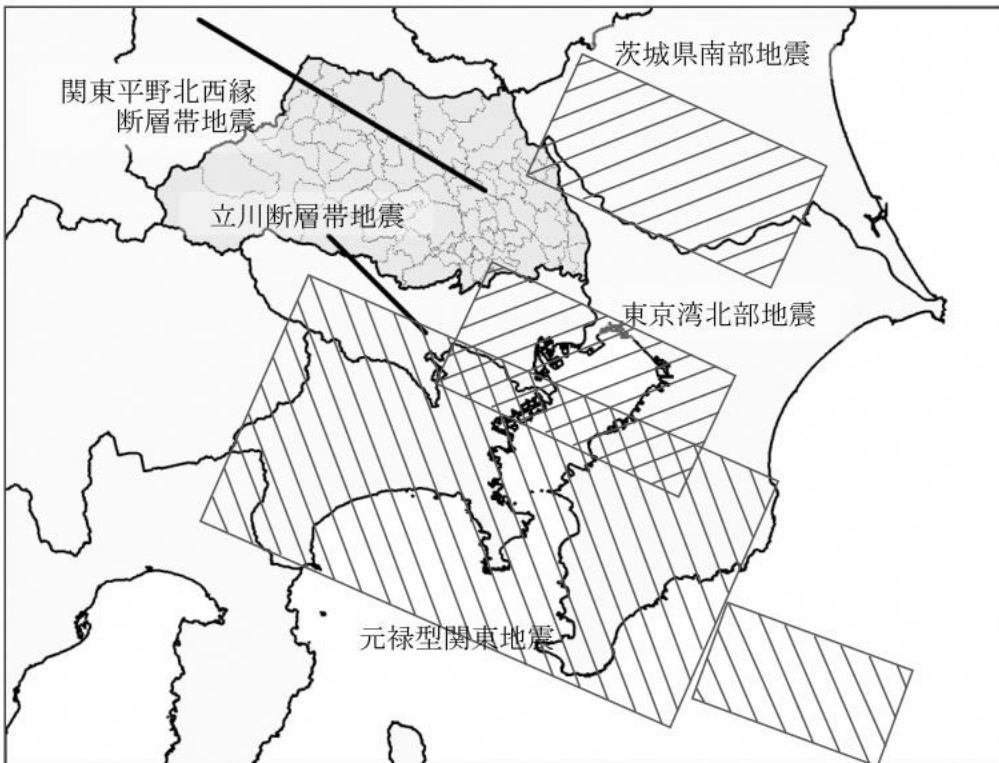 茨城県南部地震
関東平野北西縁
断層帯地震
立川断層帯地震
東京湾北部地震
元禄型関東地震